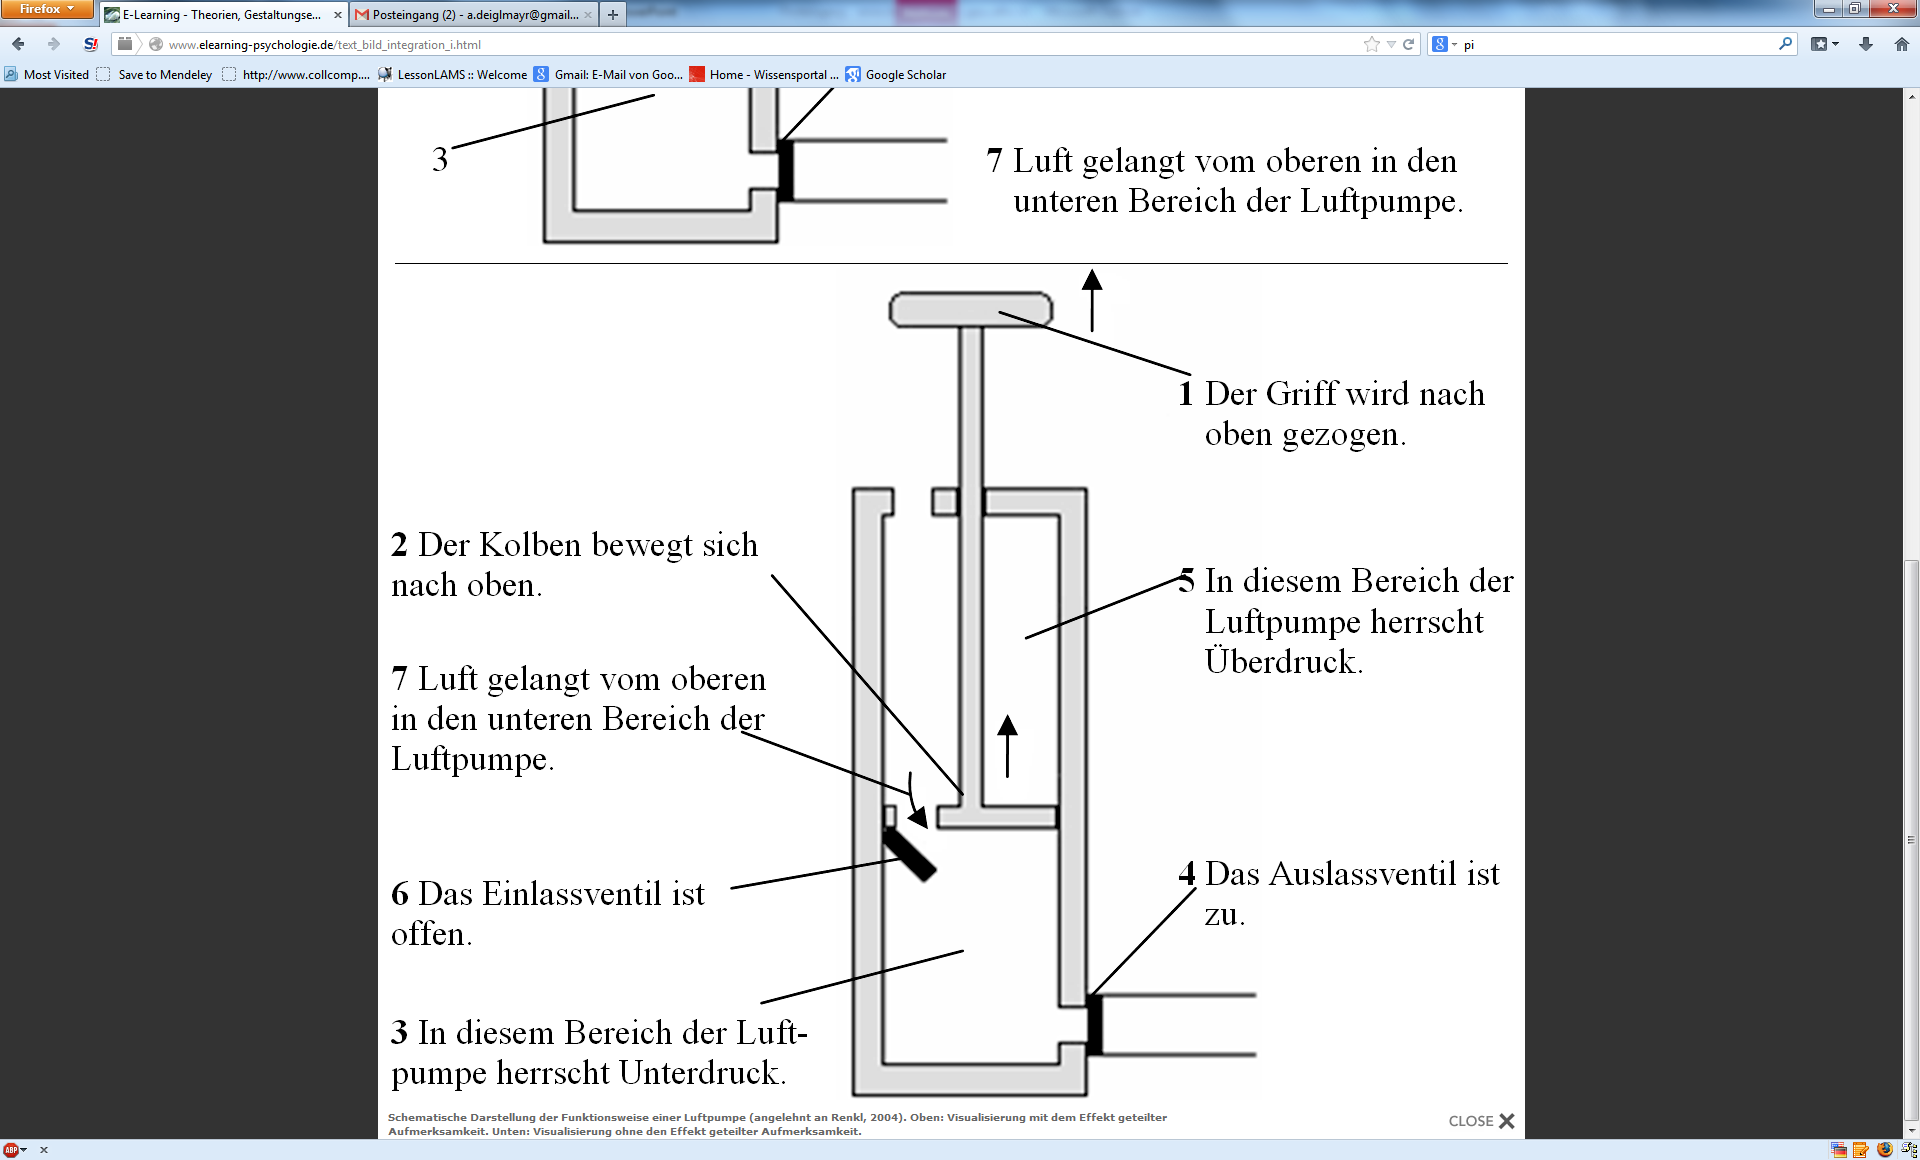 Firefox
E-Learning - Theorien, Gestaltungse...
Posteingang (2) - a.deiglmayr@gmail...
www.elearning-psychologie.de/text_bild_integration_i.html
pi
Most Visited
Save to Mendeley
http://www.collcomp....
LessonLAMS :: Welcome
Gmail: E-Mail von Goo...
Home - Wissensportal ...
Google Scholar
3
7 Luft gelangt vom oberen in den
unteren Bereich der Luftpumpe.
1 Der Griff wird nach
oben gezogen.
2 Der Kolben bewegt sich
nach oben.
5 In diesem Bereich der
Luftpumpe herrscht
Überdruck.
7 Luft gelangt vom oberen
in den unteren Bereich der
Luftpumpe.
6 Das Einlassventil ist
offen.
4 Das Auslassventil ist
zu.
3 In diesem Bereich der Luft-
pumpe herrscht Unterdruck.
Schematische Darstellung der Funktionsweise einer Luftpumpe (angelehnt an Renkl, 2004). Oben: Visualisierung mit dem Effekt geteilter
Aufmerksamkeit. Unten: Visualisierung ohne den Effekt geteilter Aufmerksamkeit.
CLOSE
ABP